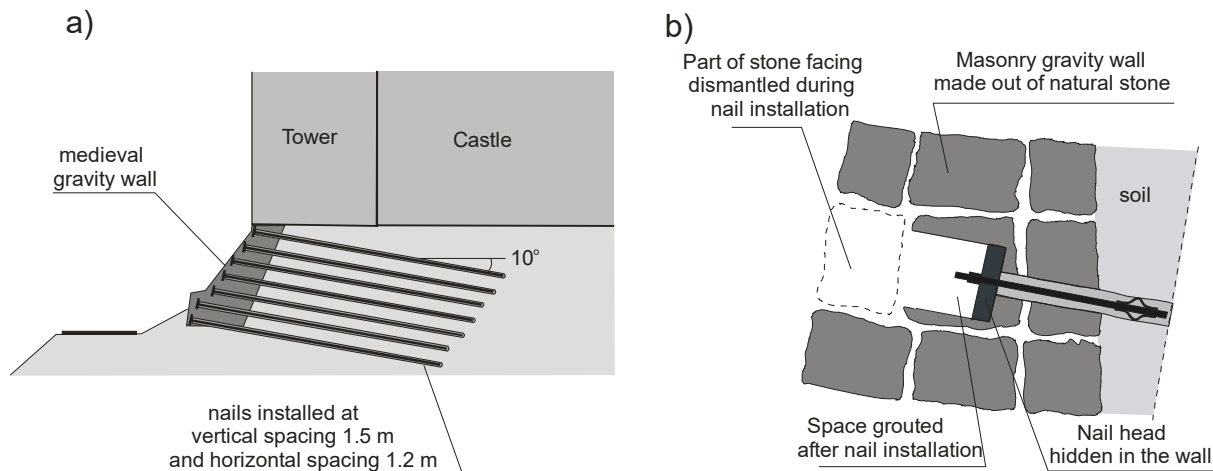 a)
Tower
Castle
medieval
gravity wall
10°
nails installed at
vertical spacing 1.5 m
and horizontal spacing 1.2 m
b)
Part of stone facing
dismantled during
nail installation
Masonry gravity wall
made out of natural stone
soil
Space grouted
after nail installation
Nail head
hidden in the wall